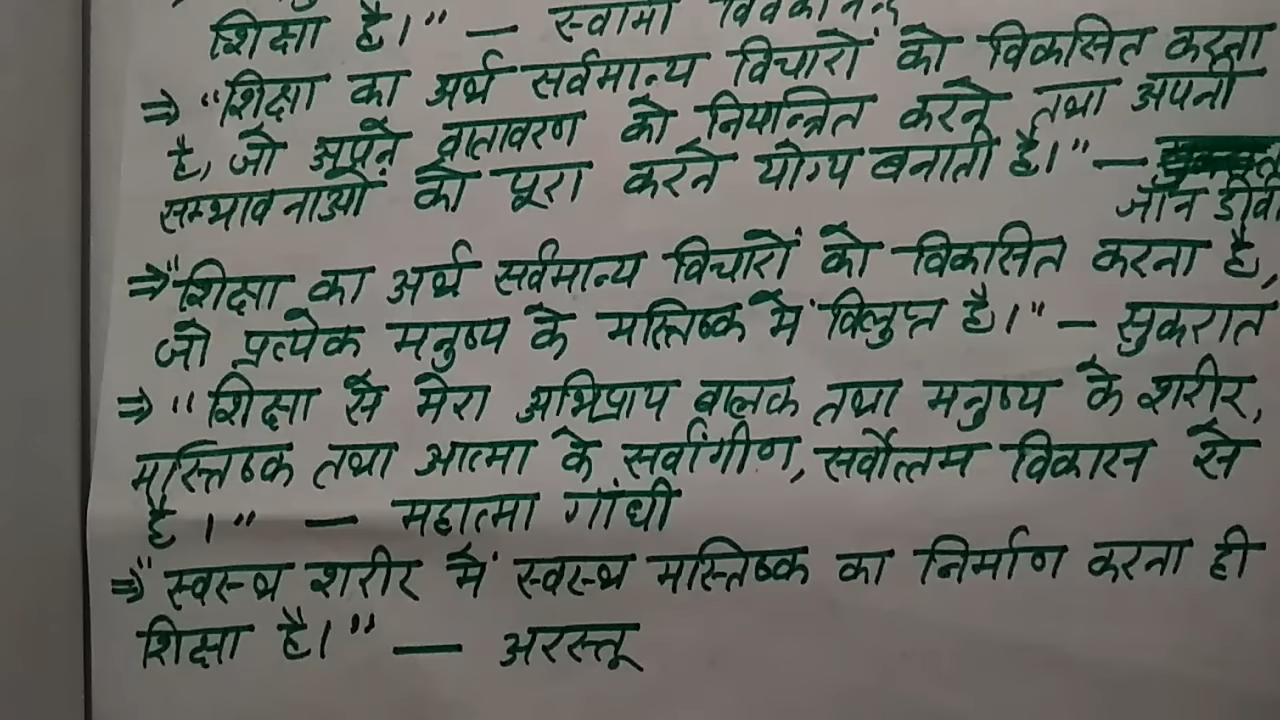 शिक्षा है।" — स्वामी विवेकानन्द
⇒ "शिक्षा का अर्थ सर्वमान्य विचारों को विकसित करना
है, जो अपने वातावरण को नियान्त्रित करने तथा अपनी
सम्भावनाओं को पूरा करने योग्य बनाती है।" —
जॉन डीवी
⇒ "शिक्षा का अर्थ सर्वमान्य विचारों को विकसित करना है,
जो प्रत्येक मनुष्य के मस्तिष्क में विलुप्त है।" — सुकरात
⇒ "शिक्षा से मेरा अभिप्राय बालक तथा मनुष्य के शरीर,
मस्तिष्क तथा आत्मा के सर्वांगीण, सर्वोत्तम विकास से
है।" — महात्मा गांधी
⇒ "स्वस्थ शरीर में स्वस्थ मस्तिष्क का निर्माण करना ही
शिक्षा है।" — अरस्तू